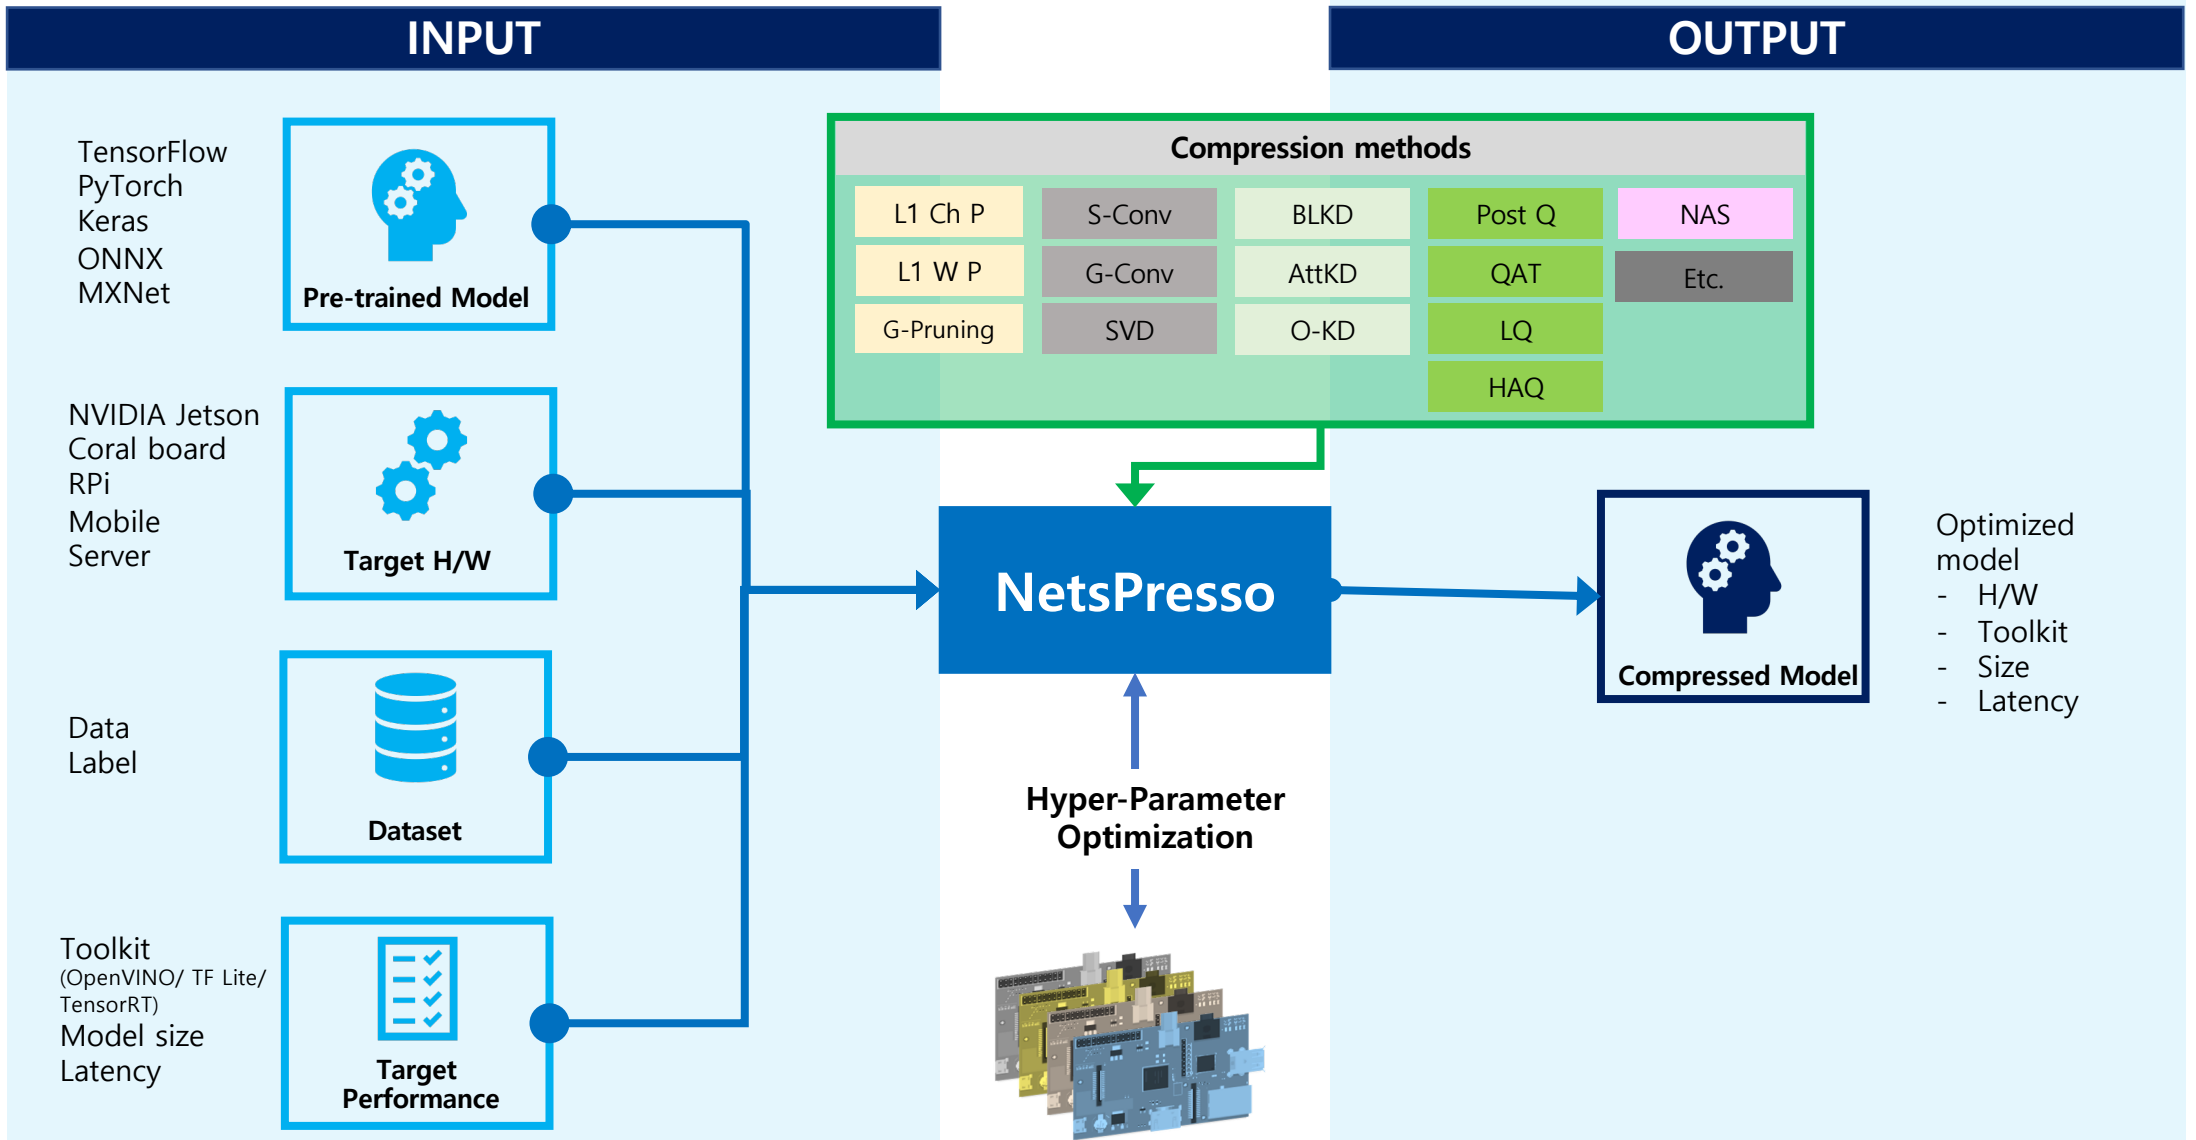 INPUT
OUTPUT
TensorFlow
PyTorch
Keras
ONNX
MXNet
Pre-trained Model
NVIDIA Jetson
Coral board
RPi
Mobile
Server
Target H/W
Data
Label
Dataset
Toolkit
(OpenVINO/ TF Lite/
TensorRT)
Model size
Latency
Target
Performance
Compression methods
L1 Ch P
S-Conv
BLKD
Post Q
NAS
L1 W P
G-Conv
AttKD
QAT
Etc.
G-Pruning
SVD
O-KD
LQ
HAQ
NetsPresso
Hyper-Parameter
Optimization
Compressed Model
Optimized
model
- H/W
- Toolkit
- Size
- Latency